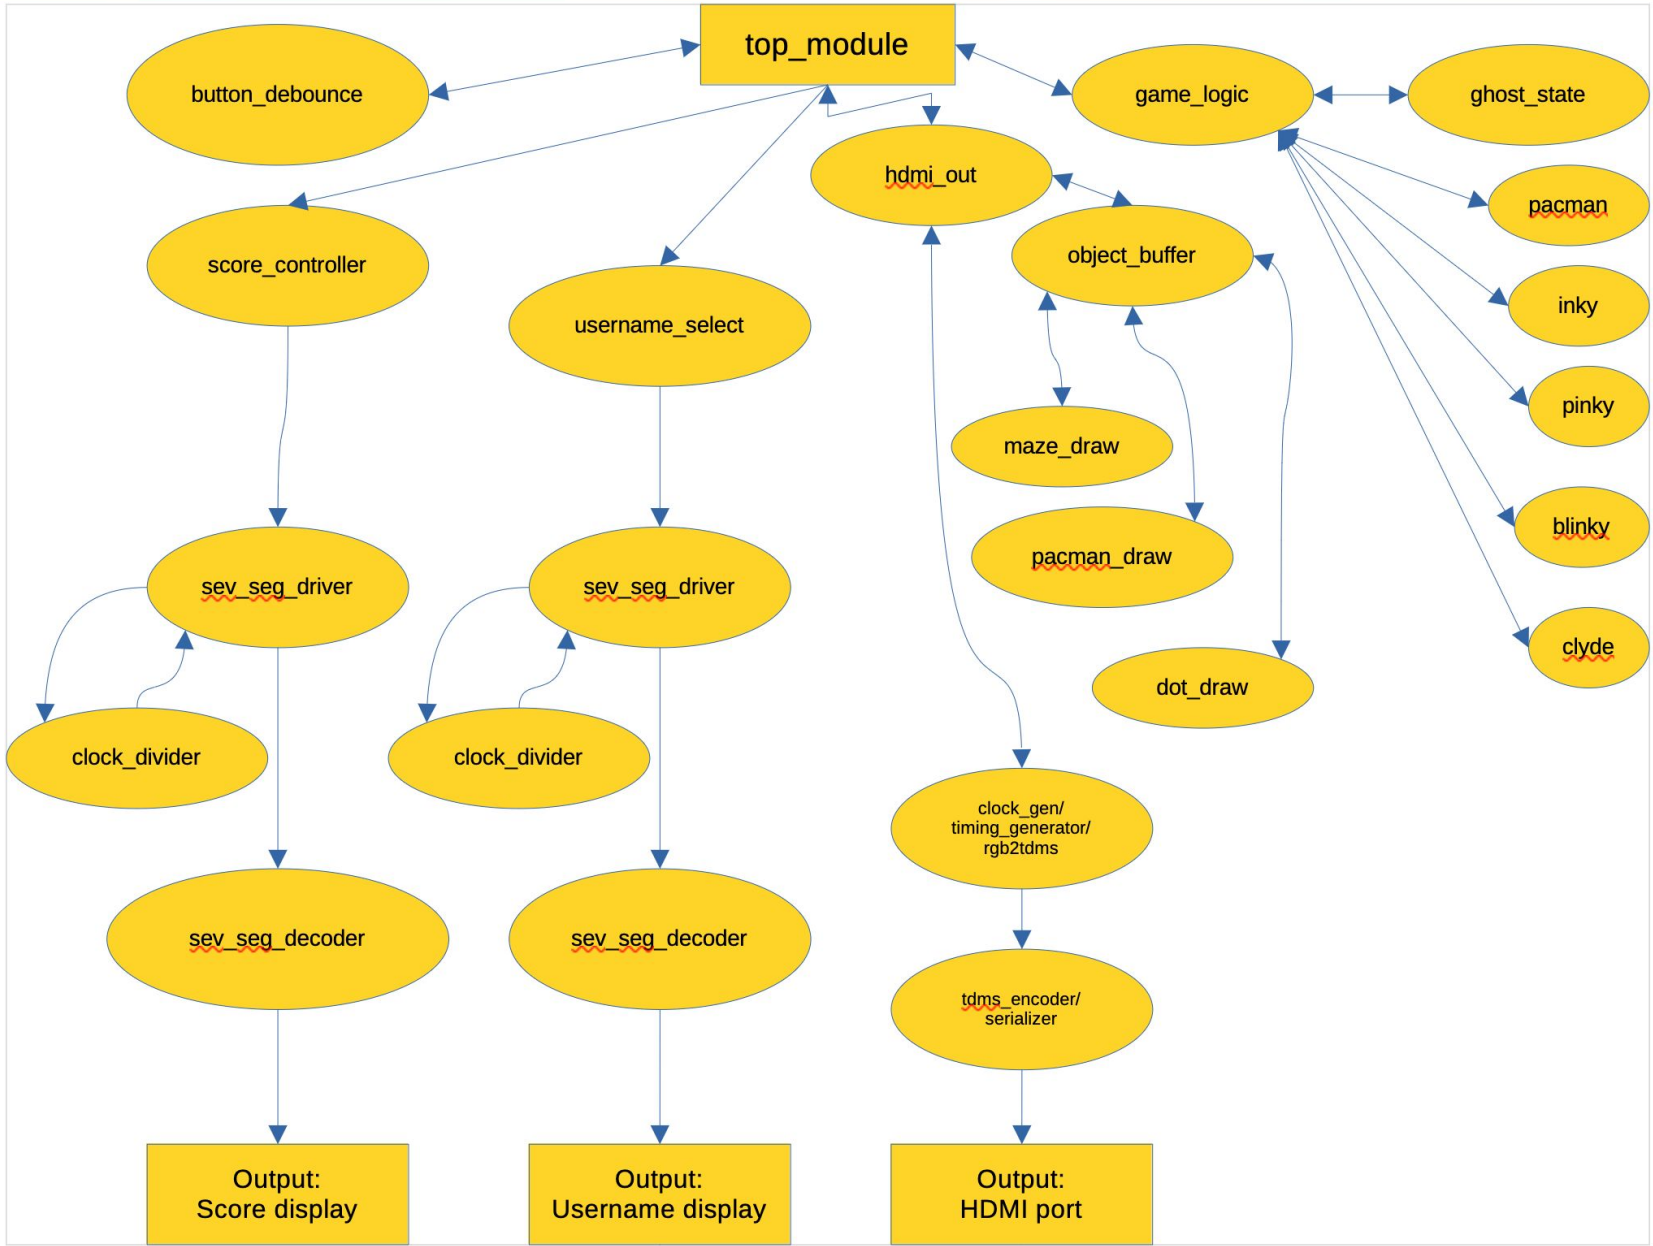 top_module
button_debounce
game_logic
ghost_state
hdmi_out
pacman
score_controller
object_buffer
username_select
inky
pinky
maze_draw
blinky
pacman_draw
sev_seg_driver
sev_seg_driver
clyde
dot_draw
clock_divider
clock_divider
clock_gen/
timing_generator/
rgb2tdms
sev_seg_decoder
sev_seg_decoder
tdms_encoder/
serializer
Output:
Score display
Output:
Username display
Output:
HDMI port